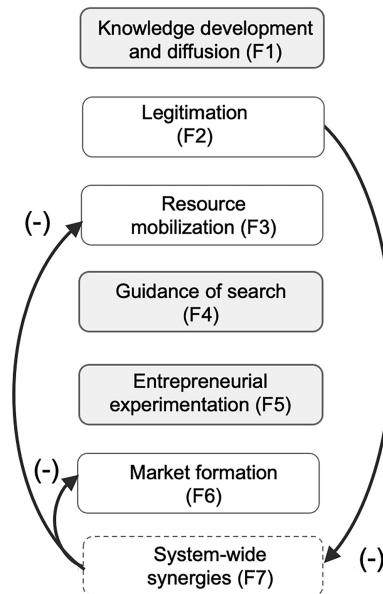 Knowledge development
and diffusion (F1)
Legitimation
(F2)
Resource
mobilization (F3)
(-)
Guidance of search
(F4)
Entrepreneurial
experimentation (F5)
(-)
Market formation
(F6)
System-wide
synergies (F7)
(-)